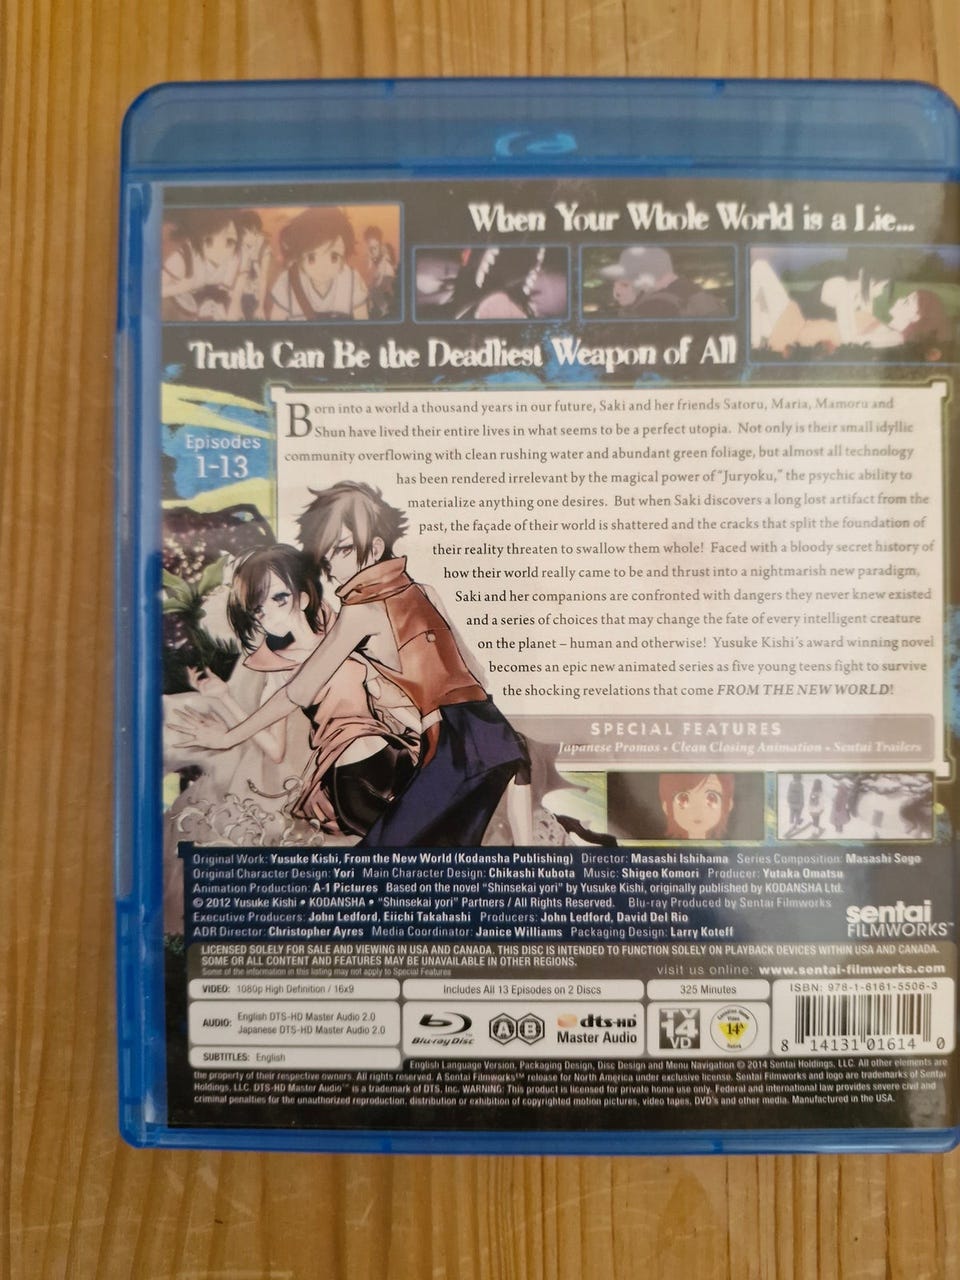 When Your Whole World is a Lie...
Truth Can Be the Deadliest Weapon of All
Episodes
1-13
Born into a world a thousand years in our future, Saki and her friends Satoru, Maria, Mamoru and
Shun have lived their entire lives in what seems to be a perfect utopia. Not only is their small idyllic
community overflowing with clean rushing water and abundant green foliage, but almost all technology
has been rendered irrelevant by the magical power of "Juryoku," the psychic ability to
materialize anything one desires. But when Saki discovers a long lost artifact from the
past, the façade of their world is shattered and the cracks that split the foundation of
their reality threaten to swallow them whole! Faced with a bloody secret history of
how their world really came to be and thrust into a nightmarish new paradigm,
Saki and her companions are confronted with dangers they never knew existed
and a series of choices that may change the fate of every intelligent creature
on the planet – human and otherwise! Yusuke Kishi's award winning novel
becomes an epic new animated series as five young teens fight to survive
the shocking revelations that come FROM THE NEW WORLD!
SPECIAL FEATURES
Japanese Promos • Clean Closing Animation • Sentai Trailers
Original Work: Yusuke Kishi, From the New World (Kodansha Publishing) Director: Masashi Ishihama Series Composition: Masashi Sogo
Original Character Design: Yori Main Character Design: Chikashi Kubota Music: Shigeo Komori Producer: Yutaka Omatsu
Animation Production: A-1 Pictures Based on the novel "Shinsekai yori" by Yusuke Kishi, originally published by KODANSHA Ltd.
© 2012 Yusuke Kishi • KODANSHA • "Shinsekai yori" Partners / All Rights Reserved. Blu-ray Produced by Sentai Filmworks
Executive Producers: John Ledford, Eiichi Takahashi Producers: John Ledford, David Del Rio
ADR Director: Christopher Ayres Media Coordinator: Janice Williams Packaging Design: Larry Koteff
sentai
FILMWORKS™
LICENSED SOLELY FOR SALE AND VIEWING IN USA AND CANADA. THIS DISC IS INTENDED TO FUNCTION SOLELY ON PLAYBACK DEVICES WITHIN USA AND CANADA.
SOME OR ALL CONTENT AND FEATURES MAY BE UNAVAILABLE IN OTHER REGIONS.
Some of the information in this listing may not apply to Special Features
visit us online: www.sentai-filmworks.com
VIDEO: 1080p High Definition / 16x9
Includes All 13 Episodes on 2 Discs
325 Minutes
ISBN: 978-1-6161-5506-3
AUDIO: English DTS-HD Master Audio 2.0
Japanese DTS-HD Master Audio 2.0
Blu-ray Disc
A B
dts-HD
Master Audio
TV
14
VD
Canadian Home
Video
14A
Rating
8 14131 01614 0
SUBTITLES: English
English Language Version, Packaging Design, Disc Design and Menu Navigation © 2014 Sentai Holdings, LLC. All other elements are
the property of their respective owners. All rights reserved. A Sentai Filmworks™ release for North America under exclusive license. Sentai Filmworks and logo are trademarks of Sentai
Holdings, LLC. DTS-HD Master Audio™ is a trademark of DTS, Inc. WARNING: This product is licensed for private home use only. Federal and international law provides severe civil and
criminal penalties for the unauthorized reproduction, distribution or exhibition of copyrighted motion pictures, video tapes, DVD's and other media. Manufactured in the USA.